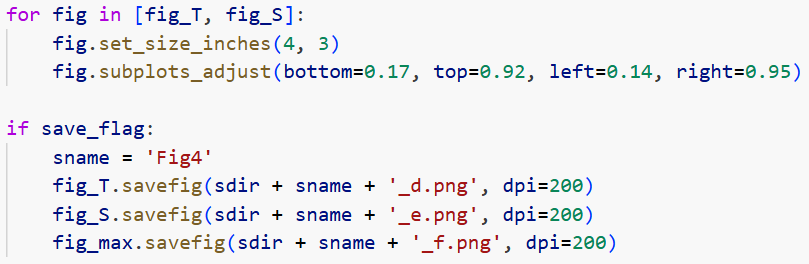 for fig in [fig_T, fig_S]:
    fig.set_size_inches(4, 3)
    fig.subplots_adjust(bottom=0.17, top=0.92, left=0.14, right=0.95)

if save_flag:
    sname = 'Fig4'
    fig_T.savefig(sdir + sname + '_d.png', dpi=200)
    fig_S.savefig(sdir + sname + '_e.png', dpi=200)
    fig_max.savefig(sdir + sname + '_f.png', dpi=200)